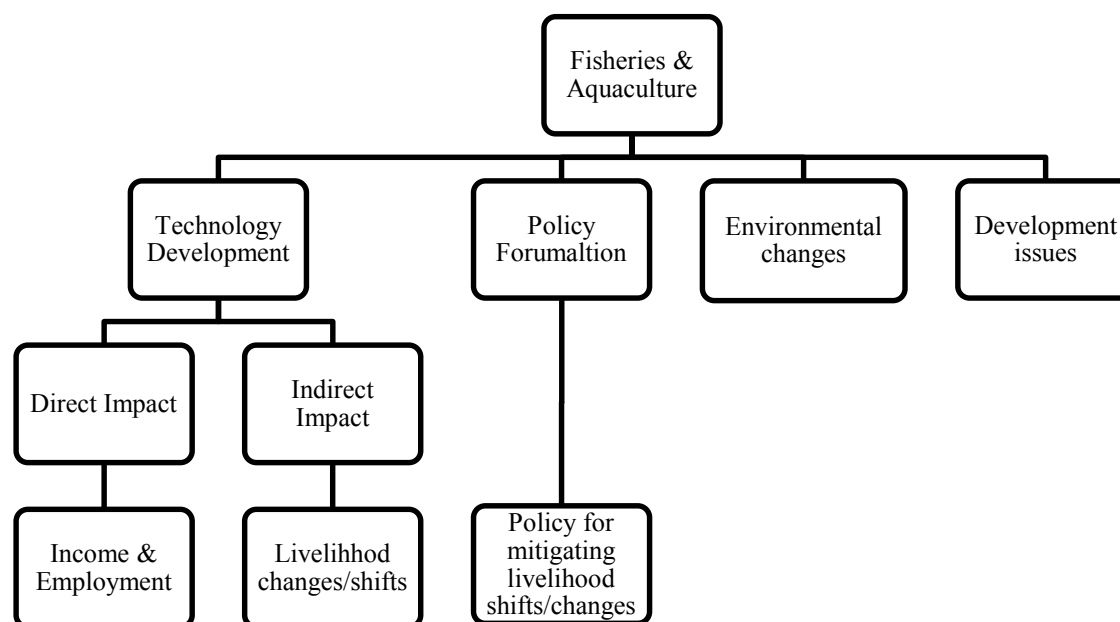 Fisheries &
Aquaculture
Technology
Development
Policy
Forumaltion
Environmental
changes
Development
issues
Direct Impact
Indirect
Impact
Income &
Employment
Livelihhod
changes/shifts
Policy for
mitigating
livelihood
shifts/changes